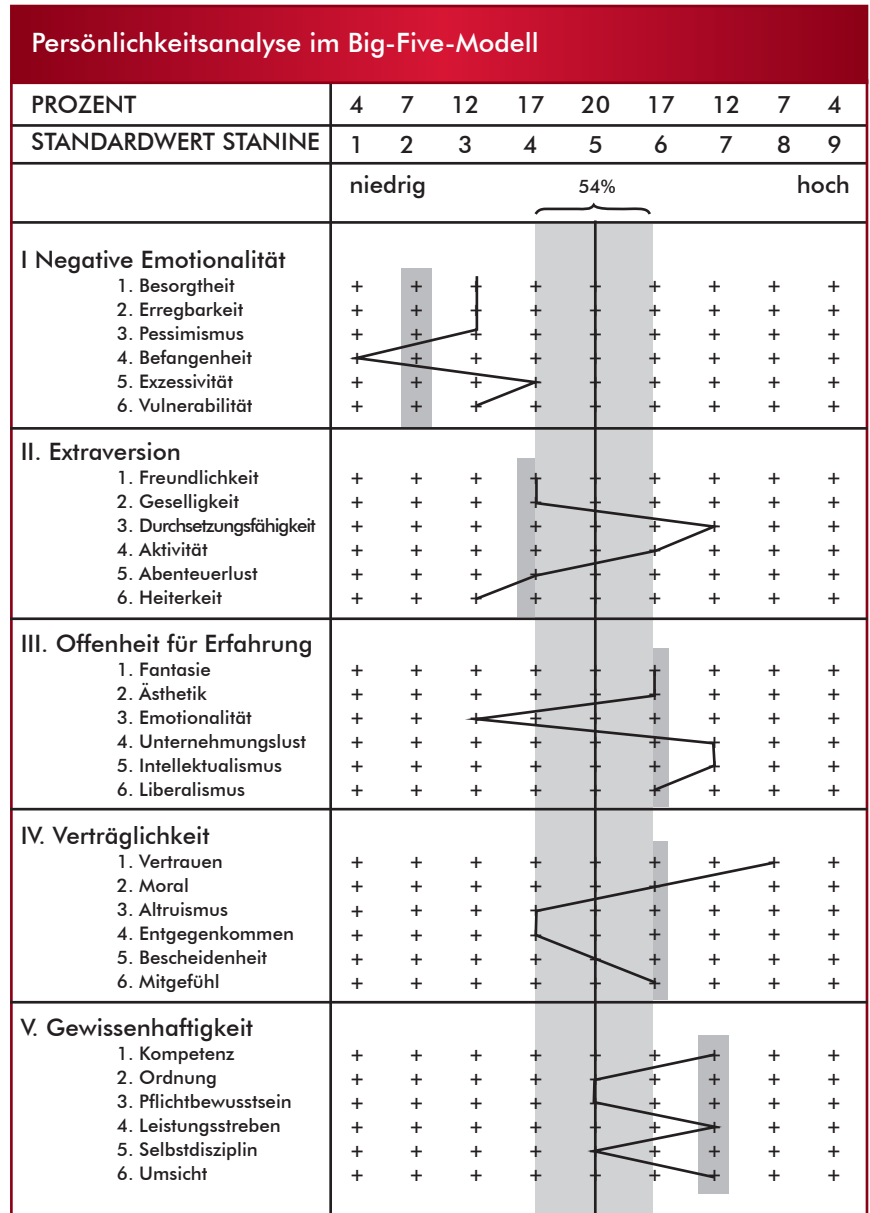 Persönlichkeitsanalyse im Big-Five-Modell
PROZENT 4 7 12 17 20 17 12 7 4
STANDARDWERT STANINE 1 2 3 4 5 6 7 8 9
niedrig 54% hoch
I Negative Emotionalität
1. Besorgtheit + + + + + + + + +
2. Erregbarkeit + + + + + + + + +
3. Pessimismus + + + + + + + + +
4. Befangenheit + + + + + + + + +
5. Exzessivität + + + + + + + + +
6. Vulnerabilität + + + + + + + + +
II. Extraversion
1. Freundlichkeit + + + + + + + + +
2. Geselligkeit + + + + + + + + +
3. Durchsetzungsfähigkeit + + + + + + + + +
4. Aktivität + + + + + + + + +
5. Abenteuerlust + + + + + + + + +
6. Heiterkeit + + + + + + + + +
III. Offenheit für Erfahrung
1. Fantasie + + + + + + + + +
2. Ästhetik + + + + + + + + +
3. Emotionalität + + + + + + + + +
4. Unternehmungslust + + + + + + + + +
5. Intellektualismus + + + + + + + + +
6. Liberalismus + + + + + + + + +
IV. Verträglichkeit
1. Vertrauen + + + + + + + + +
2. Moral + + + + + + + + +
3. Altruismus + + + + + + + + +
4. Entgegenkommen + + + + + + + + +
5. Bescheidenheit + + + + + + + + +
6. Mitgefühl + + + + + + + + +
V. Gewissenhaftigkeit
1. Kompetenz + + + + + + + + +
2. Ordnung + + + + + + + + +
3. Pflichtbewusstsein + + + + + + + + +
4. Leistungsstreben + + + + + + + + +
5. Selbstdisziplin + + + + + + + + +
6. Umsicht + + + + + + + + +